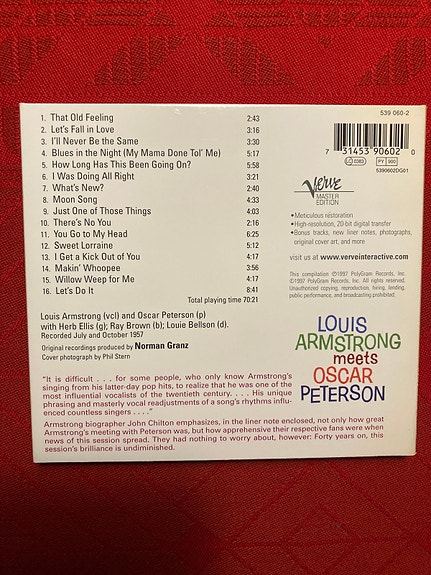 539 060-2
1. That Old Feeling 2:43
2. Let's Fall in Love 3:16
3. I'll Never Be the Same 3:30
4. Blues in the Night (My Mama Done Tol' Me) 5:17
5. How Long Has This Been Going On? 5:58
6. I Was Doing All Right 3:21
7. What's New? 2:40
8. Moon Song 4:33
9. Just One of Those Things 4:03
10. There's No You 2:16
11. You Go to My Head 6:25
12. Sweet Lorraine 5:12
13. I Get a Kick Out of You 4:16
14. Makin' Whoopee 3:56
15. Willow Weep for Me 4:17
16. Let's Do It 8:41
Total playing time 70:21
Louis Armstrong (vcl) and Oscar Peterson (p)
with Herb Ellis (g); Ray Brown (b); Louie Bellson (d).
Recorded July and October 1957
Original recordings produced by Norman Granz
Cover photograph by Phil Stern
"It is difficult . . . for some people, who only know Armstrong's
singing from his latter-day pop hits, to realize that he was one of the
most influential vocalists of the twentieth century. . . . His unique
phrasing and masterly vocal readjustments of a song's rhythms influ-
enced countless singers . . . ."
Armstrong biographer John Chilton emphasizes, in the liner note enclosed, not only how great
Armstrong's meeting with Peterson was, but how apprehensive their respective fans were when
news of this session spread. They had nothing to worry about, however: Forty years on, this
session's brilliance is undiminished.
7 31453 90602 0
LC 0383 PY 900
5390602DG01
Verve
MASTER
EDITION
• Meticulous restoration
• High-resolution, 20-bit digital transfer
• Bonus tracks, new liner notes, photographs,
original cover art, and more
visit us at www.verveinteractive.com
This compilation ℗1997 PolyGram Records, Inc.
©1997 PolyGram Records, Inc. All rights reserved.
Unauthorized copying, reproduction, hiring, lending,
public performance, and broadcasting prohibited.
LOUIS
ARMSTRONG
meets
OSCAR
PETERSON